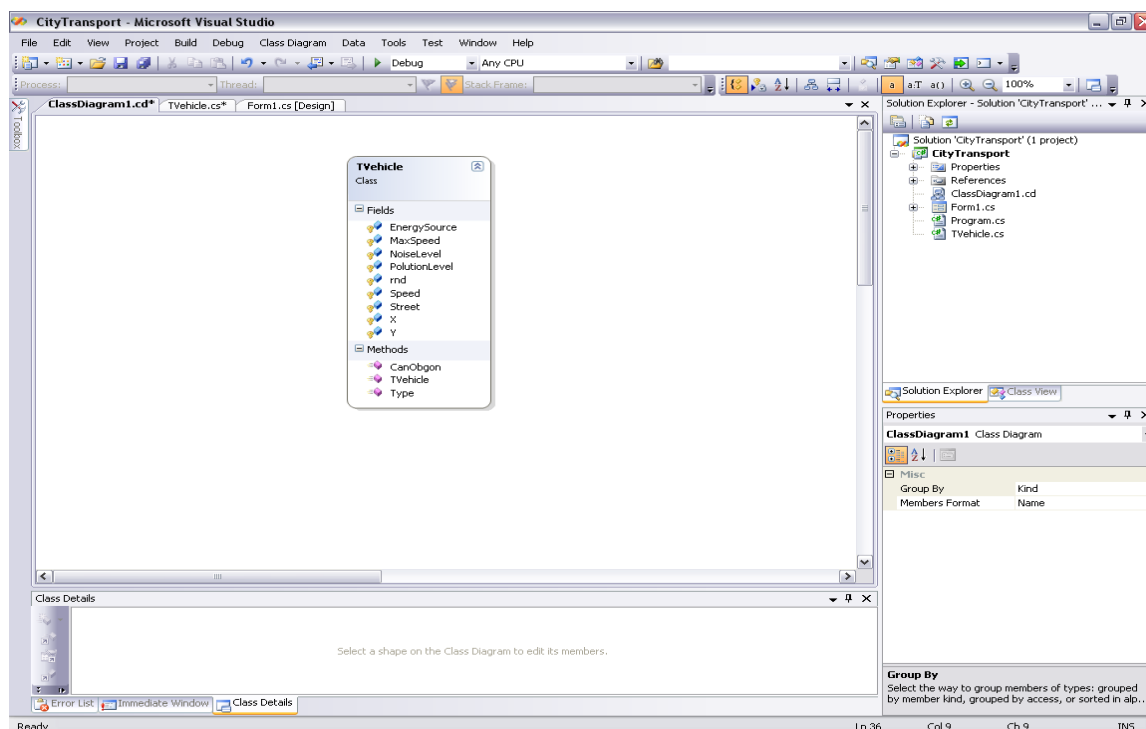 CityTransport - Microsoft Visual Studio
File Edit View Project Build Debug Class Diagram Data Tools Test Window Help
Debug Any CPU
Process: Thread: Stack Frame: a a:T a() 100%
Toolbox
ClassDiagram1.cd* TVehicle.cs* Form1.cs [Design]
TVehicle
Class
Fields
EnergySource
MaxSpeed
NoiseLevel
PolutionLevel
rnd
Speed
Street
X
Y
Methods
CanObgon
TVehicle
Type
Class Details
Select a shape on the Class Diagram to edit its members.
Error List Immediate Window Class Details
Solution Explorer - Solution 'CityTransport' ...
Solution 'CityTransport' (1 project)
CityTransport
Properties
References
ClassDiagram1.cd
Form1.cs
Program.cs
TVehicle.cs
Solution Explorer Class View
Properties
ClassDiagram1 Class Diagram
Misc
Group By Kind
Members Format Name
Group By
Select the way to group members of types: grouped
by member kind, grouped by access, or sorted in alp...
Ready Ln 36 Col 9 Ch 9 INS